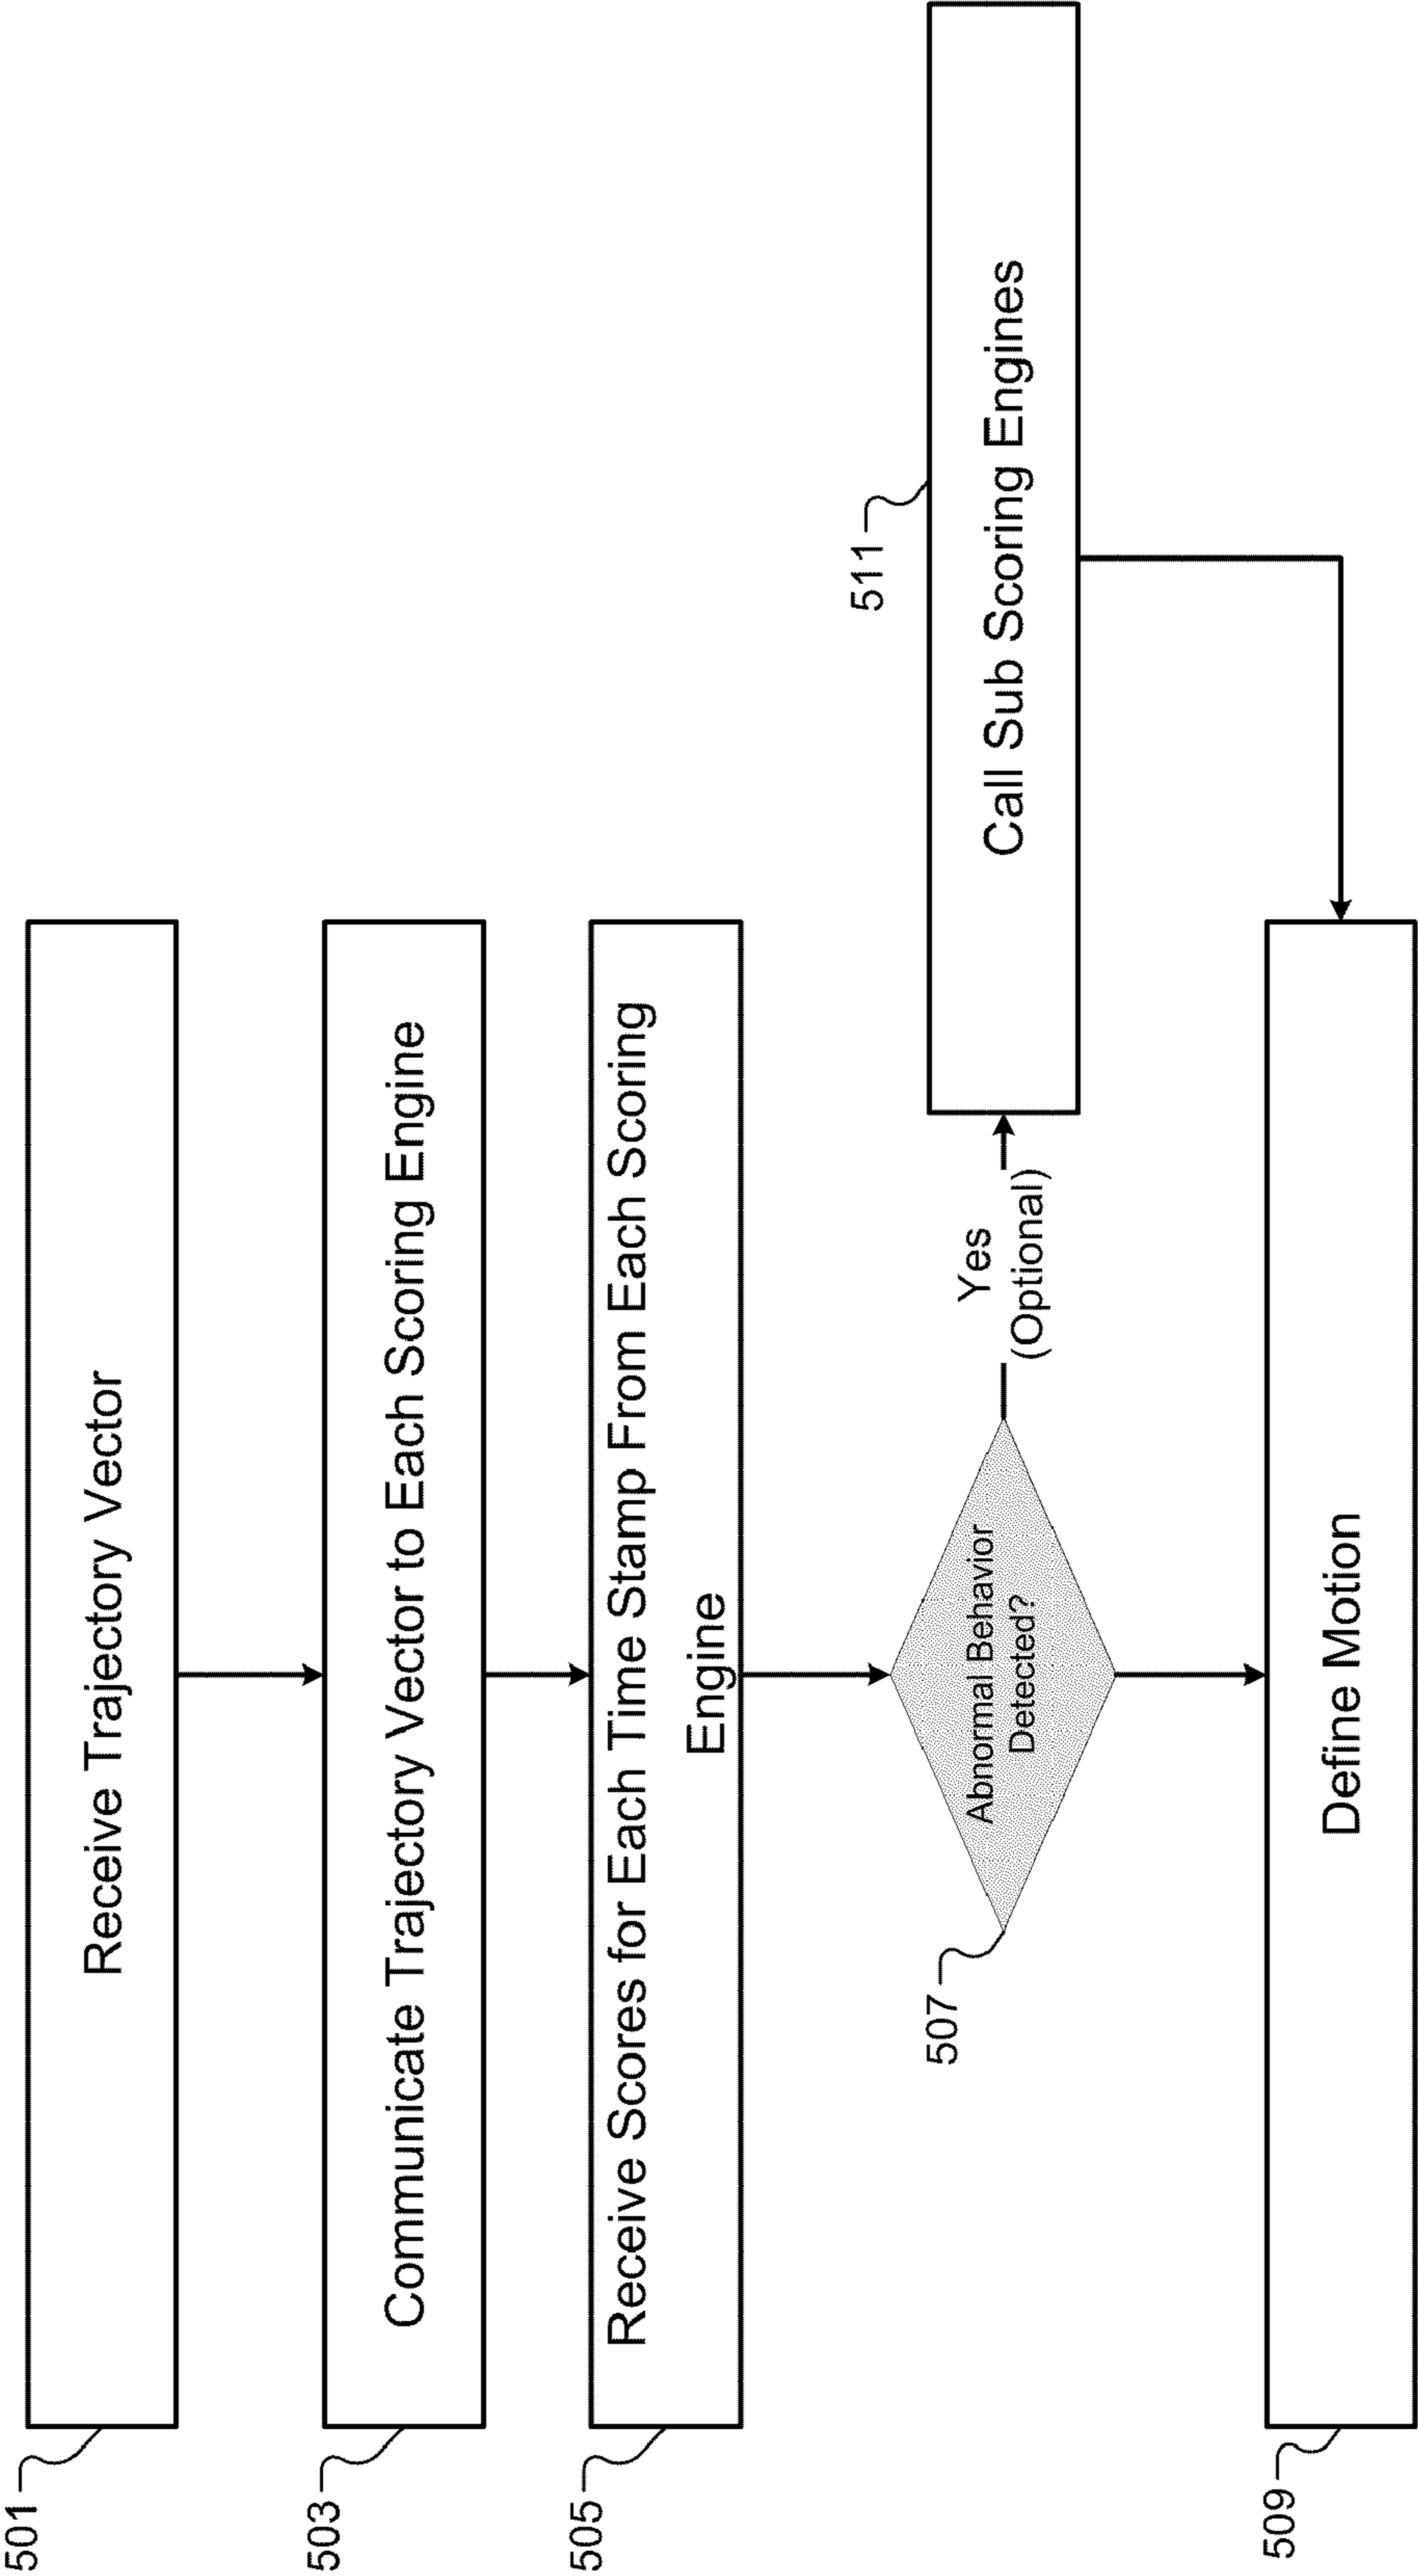 501
Receive Trajectory Vector
503
Communicate Trajectory Vector to Each Scoring Engine
505
Receive Scores for Each Time Stamp From Each Scoring
Engine
507
Abnormal Behavior
Detected?
Yes
(Optional)
511
Call Sub Scoring Engines
509
Define Motion